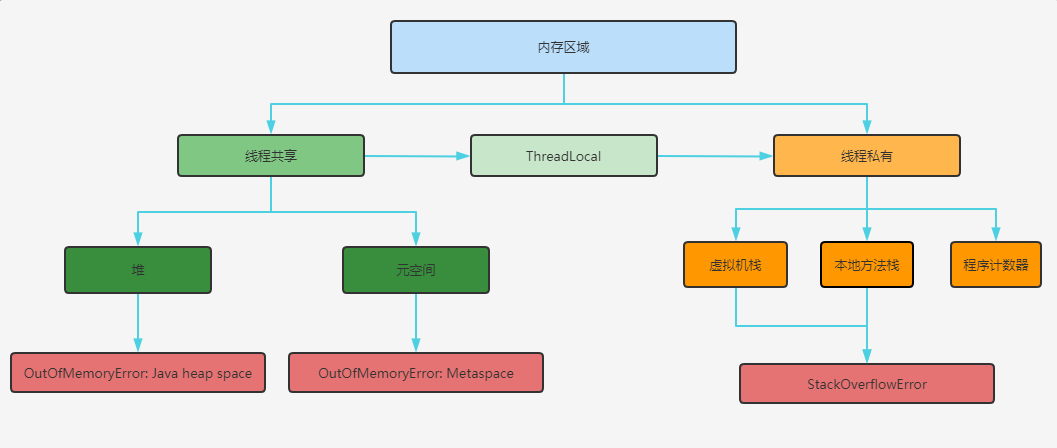 内存区域
线程共享
ThreadLocal
线程私有
堆
元空间
虚拟机栈
本地方法栈
程序计数器
OutOfMemoryError: Java heap space
OutOfMemoryError: Metaspace
StackOverflowError